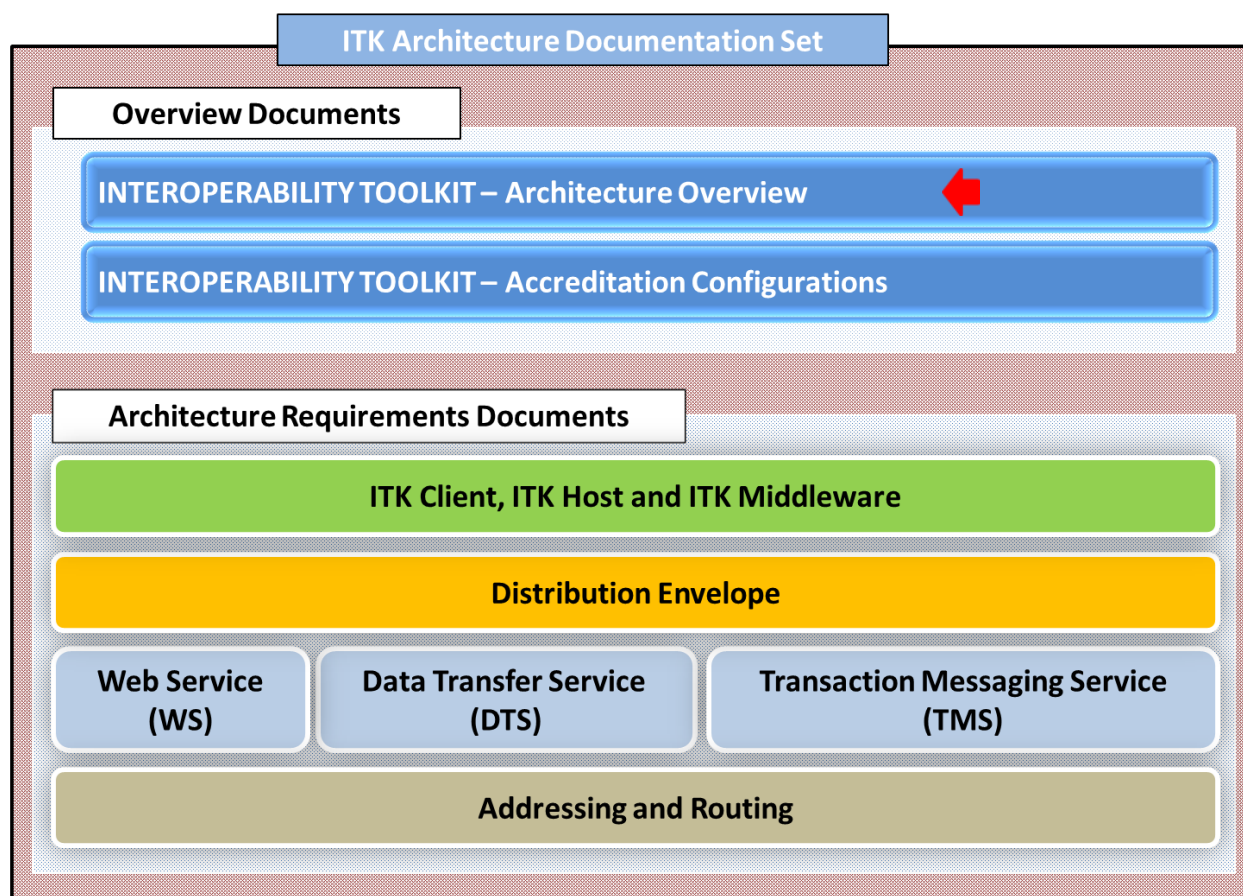 ITK Architecture Documentation Set
Overview Documents
INTEROPERABILITY TOOLKIT – Architecture Overview
INTEROPERABILITY TOOLKIT – Accreditation Configurations
Architecture Requirements Documents
ITK Client, ITK Host and ITK Middleware
Distribution Envelope
Web Service
(WS)
Data Transfer Service
(DTS)
Transaction Messaging Service
(TMS)
Addressing and Routing